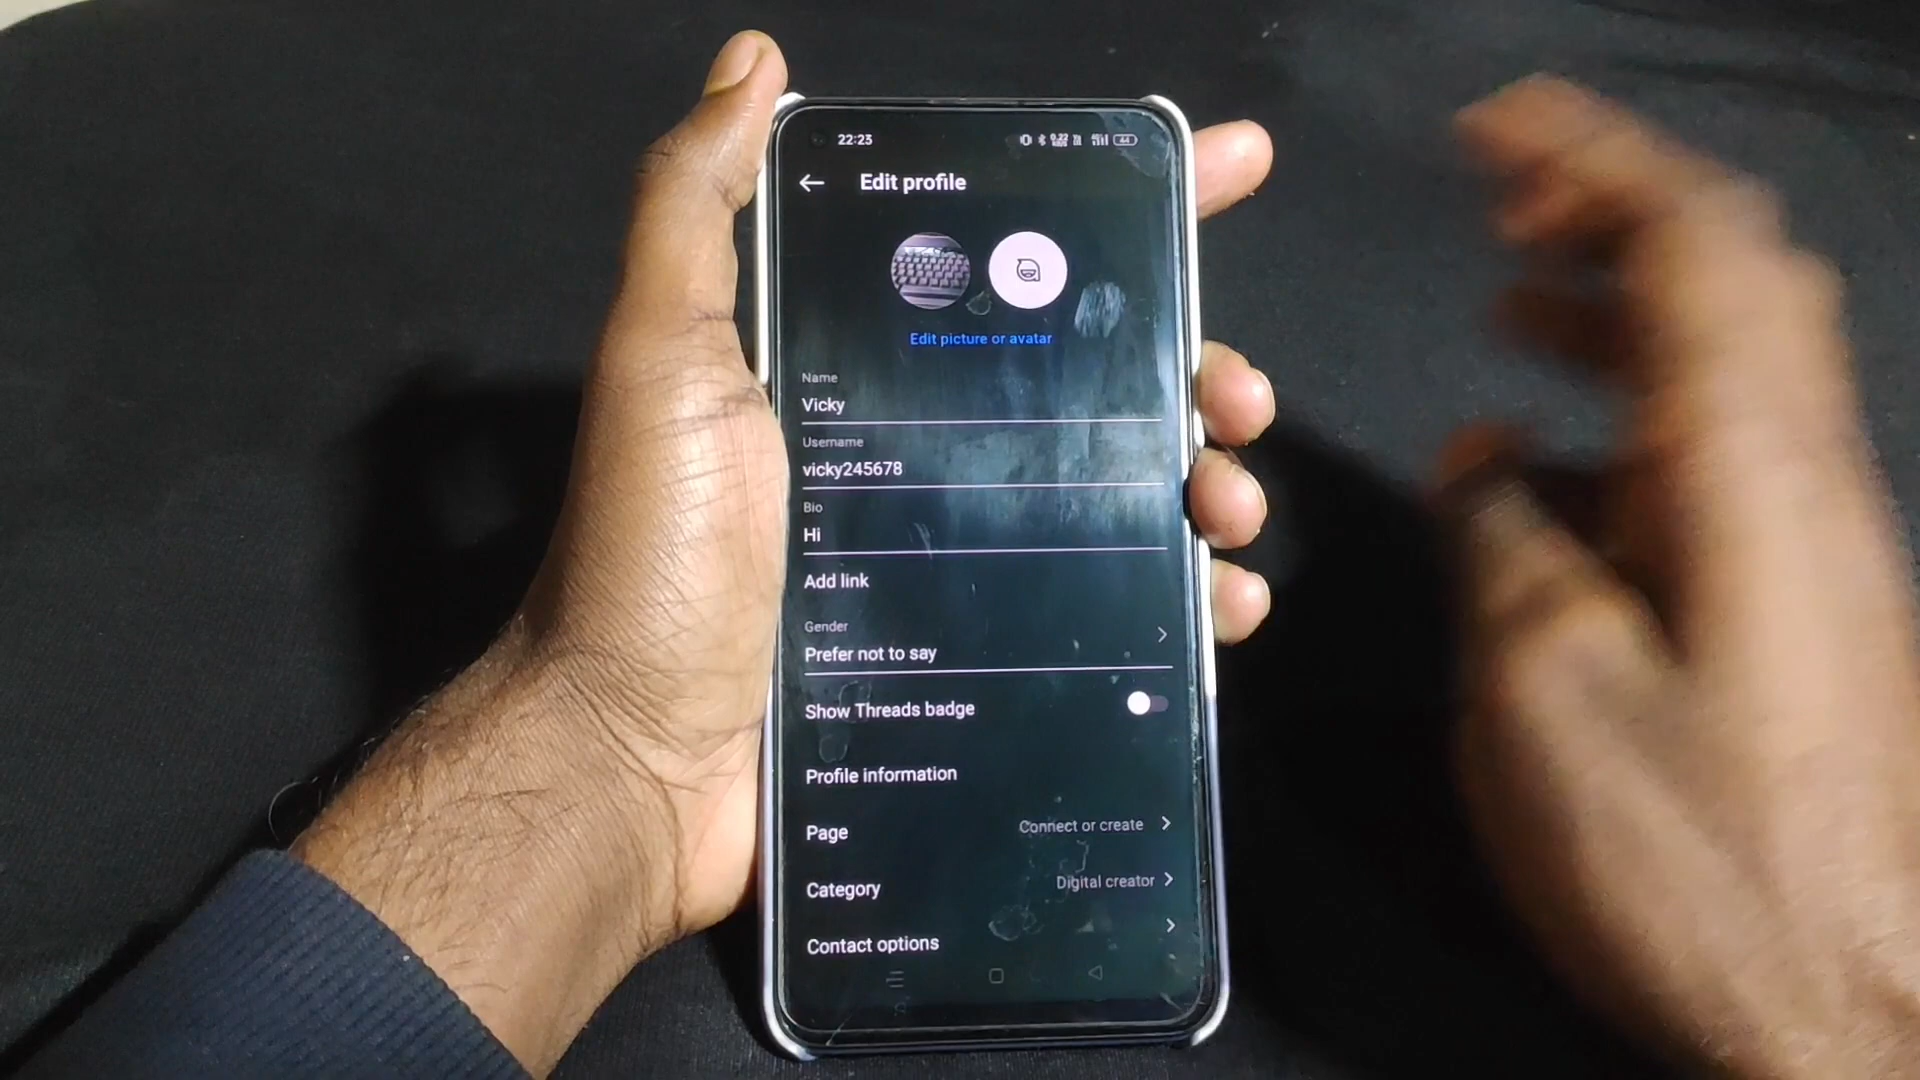 22:23
44
Edit profile
Edit picture or avatar
Name
Vicky
Username
vicky245678
Bio
Hi
Add link
Gender
Prefer not to say
Show Threads badge
Profile information
Page Connect or create
Category Digital creator
Contact options